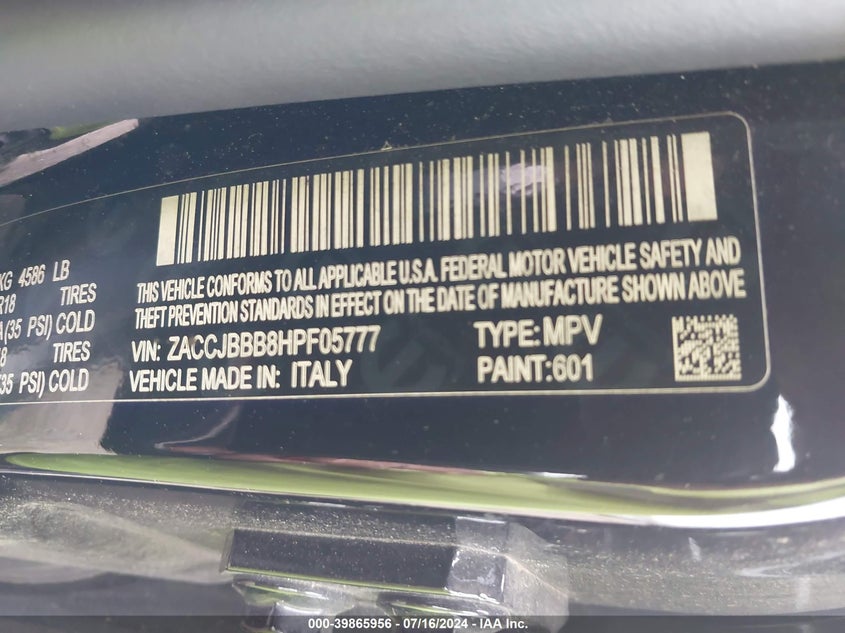 KG 4586 LB
R18 TIRES
(35 PSI) COLD
TIRES
35 PSI) COLD
THIS VEHICLE CONFORMS TO ALL APPLICABLE U.S.A. FEDERAL MOTOR VEHICLE SAFETY AND
THEFT PREVENTION STANDARDS IN EFFECT ON THE DATE OF MANUFACTURE SHOWN ABOVE
VIN: ZACCJBBB8HPF05777 TYPE: MPV
VEHICLE MADE IN: ITALY PAINT:601
000-39865956 / 07/16/2024 / IAA Inc.